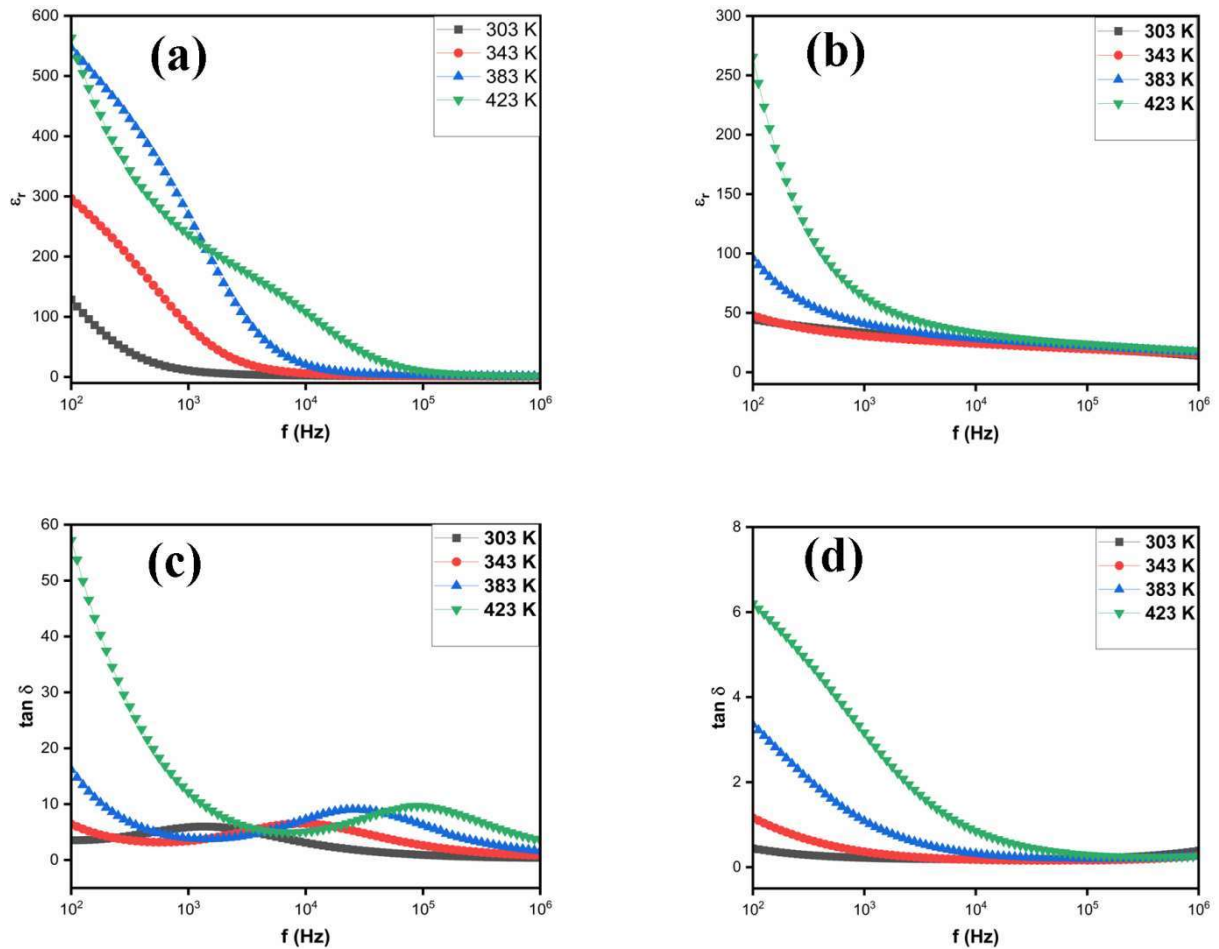 (a)
303 K
343 K
383 K
423 K
600
500
400
300
200
100
0
εr
10²
10³
10⁴
10⁵
10⁶
f (Hz)
(b)
303 K
343 K
383 K
423 K
300
250
200
150
100
50
0
εr
10²
10³
10⁴
10⁵
10⁶
f (Hz)
(c)
303 K
343 K
383 K
423 K
60
50
40
30
20
10
0
tan δ
10²
10³
10⁴
10⁵
10⁶
f (Hz)
(d)
303 K
343 K
383 K
423 K
8
6
4
2
0
tan δ
10²
10³
10⁴
10⁵
10⁶
f (Hz)